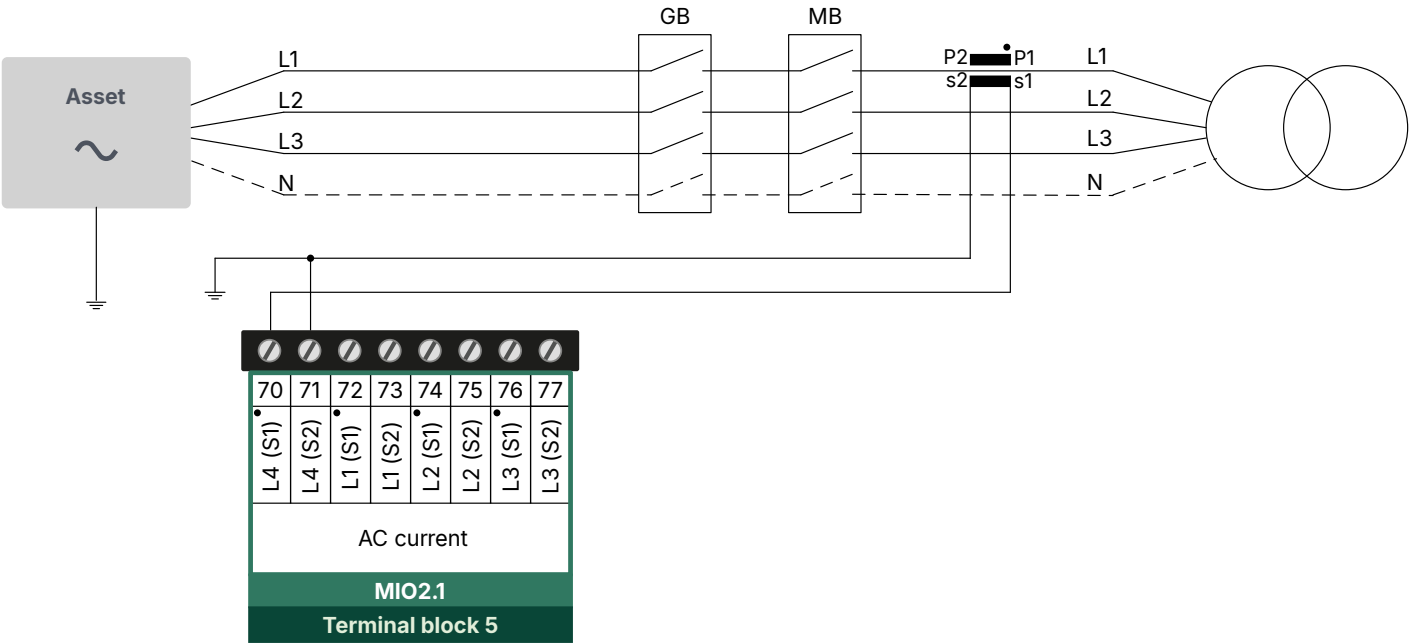 GB
MB
L1
P2
P1
L1
s2
s1
Asset
L2
L2
L3
L3
N
N
70 71 72 73 74 75 76 77
L4 (S1)
L4 (S2)
L1 (S1)
L1 (S2)
L2 (S1)
L2 (S2)
L3 (S1)
L3 (S2)
AC current
MIO2.1
Terminal block 5